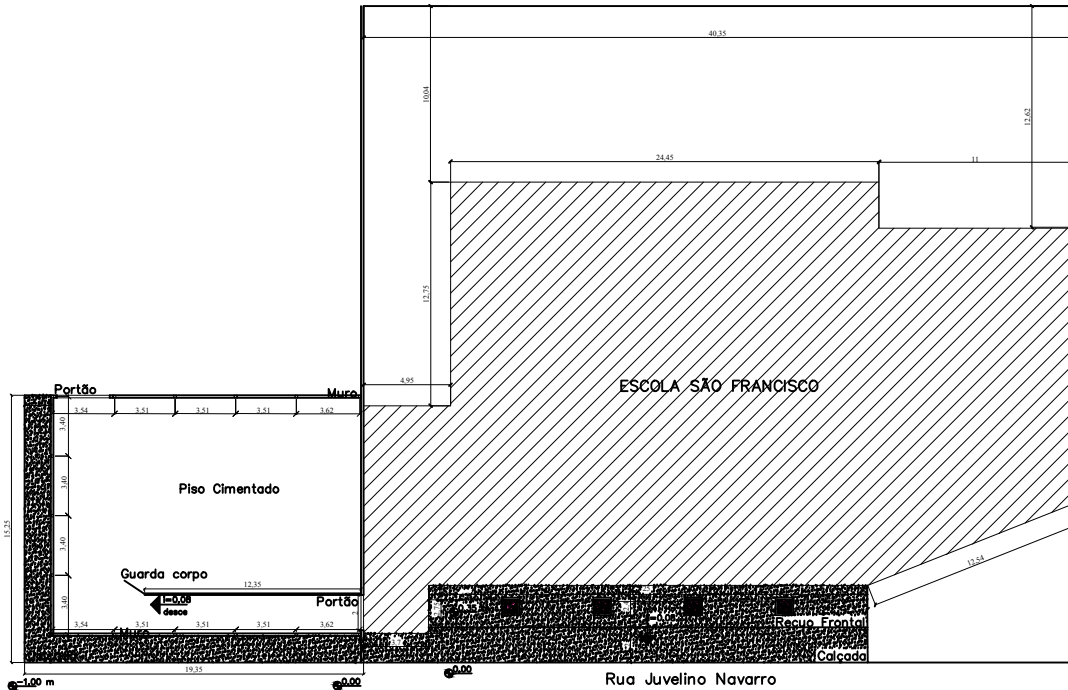 40,35
10,04
12,62
24,45
11
12,75
4,95
ESCOLA SÃO FRANCISCO
Portão
Muro
3,54
3,51
3,51
3,51
3,62
3,40
3,40
3,40
3,40
Piso Cimentado
15,25
12,54
Guarda corpo
12,35
i=0,08
desce
Portão
2
3,54
Muro
3,51
3,51
3,51
3,62
Recuo Frontal
Calçada
19,35
-1.00 m
0.00
0.00
Rua Juvelino Navarro